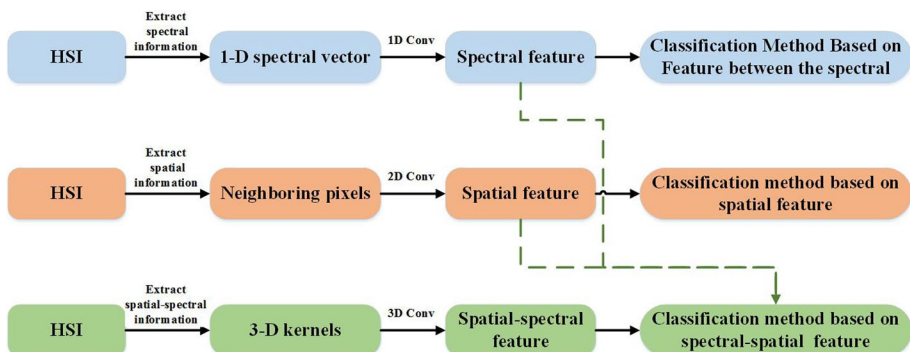 Extract
spectral
information
HSI
1-D spectral vector
1D Conv
Spectral feature
Classification Method Based on
Feature between the spectral
Extract
spatial
information
HSI
Neighboring pixels
2D Conv
Spatial feature
Classification method based on
spatial feature
Extract
spatial-spectral
information
HSI
3-D kernels
3D Conv
Spatial-spectral
feature
Classification method based on
spectral-spatial feature